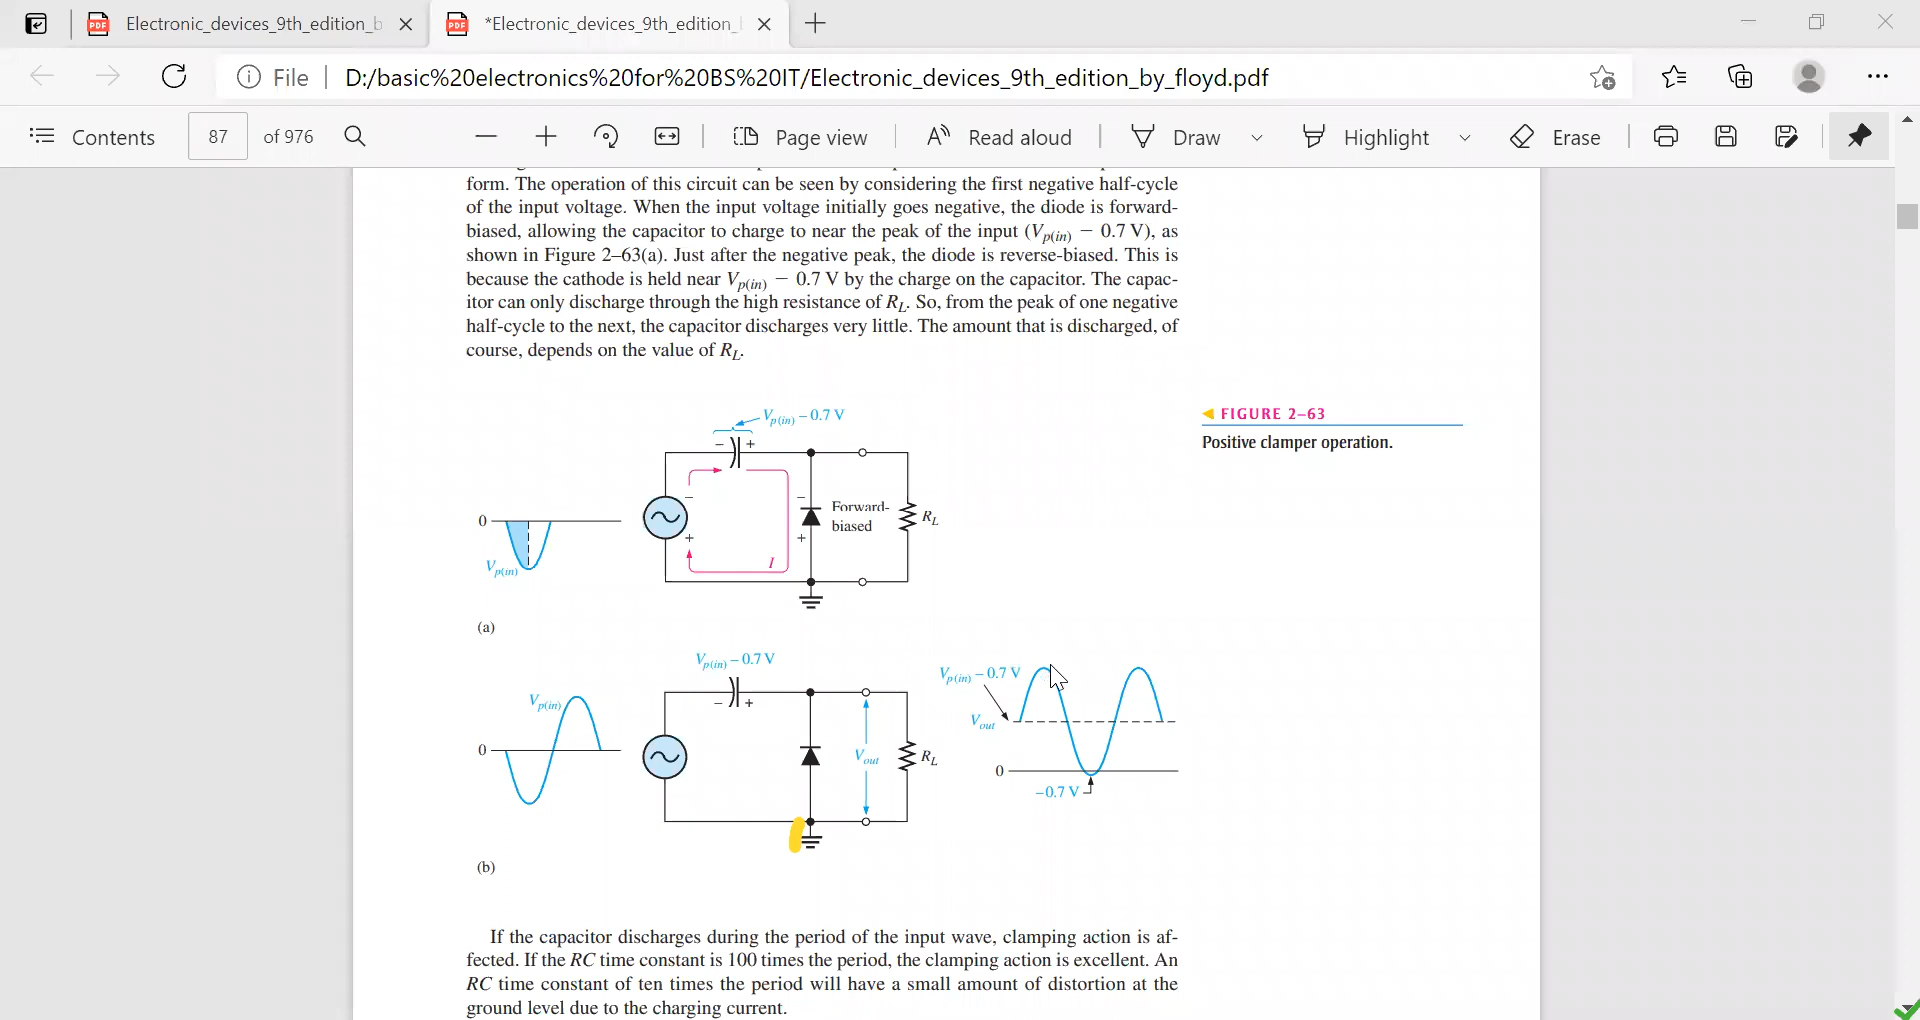 Electronic_devices_9th_edition_b
*Electronic_devices_9th_edition_
File
D:/basic%20electronics%20for%20BS%20IT/Electronic_devices_9th_edition_by_floyd.pdf
Contents
87
of 976
Page view
Read aloud
Draw
Highlight
Erase
form. The operation of this circuit can be seen by considering the first negative half-cycle
of the input voltage. When the input voltage initially goes negative, the diode is forward-
biased, allowing the capacitor to charge to near the peak of the input (Vp(in) − 0.7 V), as
shown in Figure 2–63(a). Just after the negative peak, the diode is reverse-biased. This is
because the cathode is held near Vp(in) − 0.7 V by the charge on the capacitor. The capac-
itor can only discharge through the high resistance of RL. So, from the peak of one negative
half-cycle to the next, the capacitor discharges very little. The amount that is discharged, of
course, depends on the value of RL.
◀ FIGURE 2–63
Positive clamper operation.
Vp(in) − 0.7 V
− +
−
+
−
+
Forward-
biased
RL
I
0
Vp(in)
(a)
Vp(in) − 0.7 V
− +
Vp(in)
0
Vout
RL
Vp(in) − 0.7 V
Vout
0
−0.7 V
(b)
If the capacitor discharges during the period of the input wave, clamping action is af-
fected. If the RC time constant is 100 times the period, the clamping action is excellent. An
RC time constant of ten times the period will have a small amount of distortion at the
ground level due to the charging current.